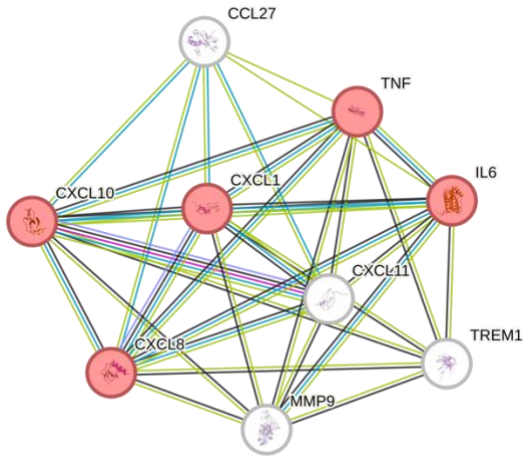 CCL27
TNF
IL6
CXCL10
CXCL1
CXCL11
TREM1
CXCL8
MMP9